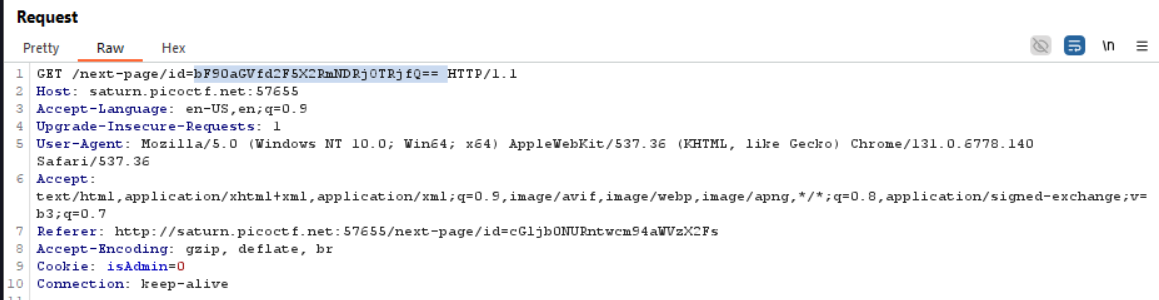 Request
Pretty Raw Hex
\n
1 GET /next-page/id=bF90aGVfd2F5X2RmNDRjOTRjfQ== HTTP/1.1
2 Host: saturn.picoctf.net:57655
3 Accept-Language: en-US,en;q=0.9
4 Upgrade-Insecure-Requests: 1
5 User-Agent: Mozilla/5.0 (Windows NT 10.0; Win64; x64) AppleWebKit/537.36 (KHTML, like Gecko) Chrome/131.0.6778.140
Safari/537.36
6 Accept:
text/html,application/xhtml+xml,application/xml;q=0.9,image/avif,image/webp,image/apng,*/*;q=0.8,application/signed-exchange;v=
b3;q=0.7
7 Referer: http://saturn.picoctf.net:57655/next-page/id=cGljb0NURntwcm94aWVzX2Fs
8 Accept-Encoding: gzip, deflate, br
9 Cookie: isAdmin=0
10 Connection: keep-alive
11